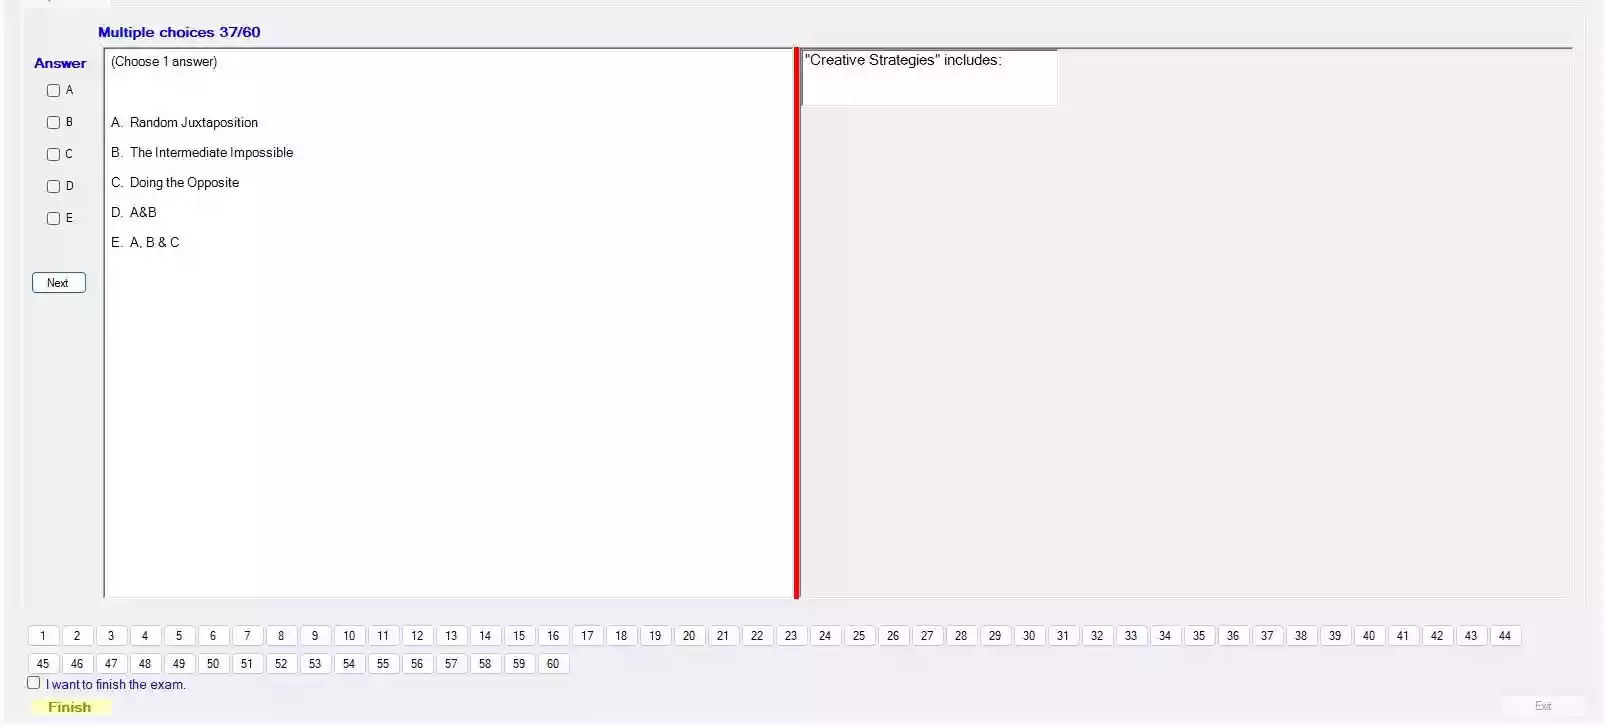 Multiple choices 37/60
Answer
A
B
C
D
E
Next
(Choose 1 answer)
A. Random Juxtaposition
B. The Intermediate Impossible
C. Doing the Opposite
D. A&B
E. A, B & C
"Creative Strategies" includes:
1 2 3 4 5 6 7 8 9 10 11 12 13 14 15 16 17 18 19 20 21 22 23 24 25 26 27 28 29 30 31 32 33 34 35 36 37 38 39 40 41 42 43 44
45 46 47 48 49 50 51 52 53 54 55 56 57 58 59 60
I want to finish the exam.
Finish
Exit